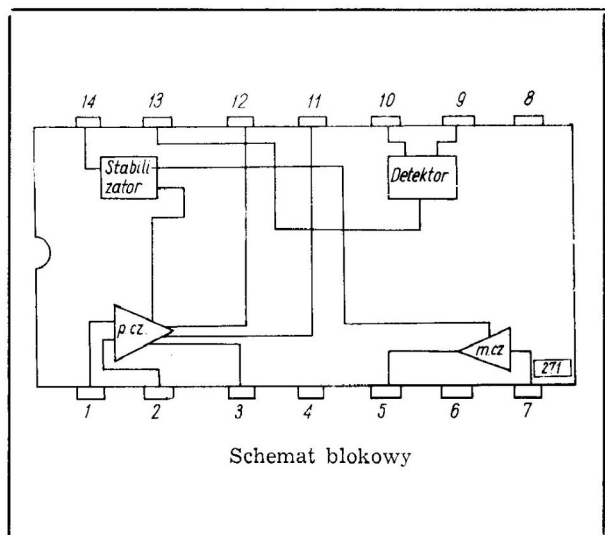 14 13 12 11 10 9 8
Stabili
zator
Detektor
p.cz.
m.cz
271
1 2 3 4 5 6 7
Schemat blokowy